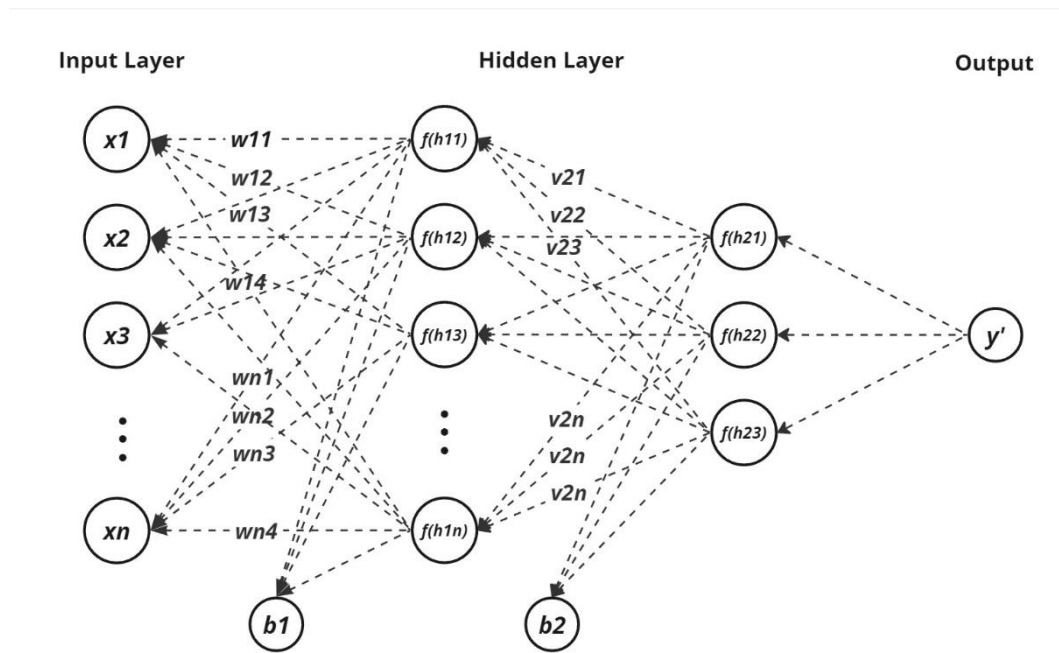 Input Layer
Hidden Layer
Output
x1
w11
f(h11)
w12
v21
x2
w13
f(h12)
v22
v23
f(h21)
w14
x3
f(h13)
f(h22)
y'
wn1
wn2
v2n
f(h23)
wn3
v2n
v2n
xn
wn4
f(h1n)
b1
b2